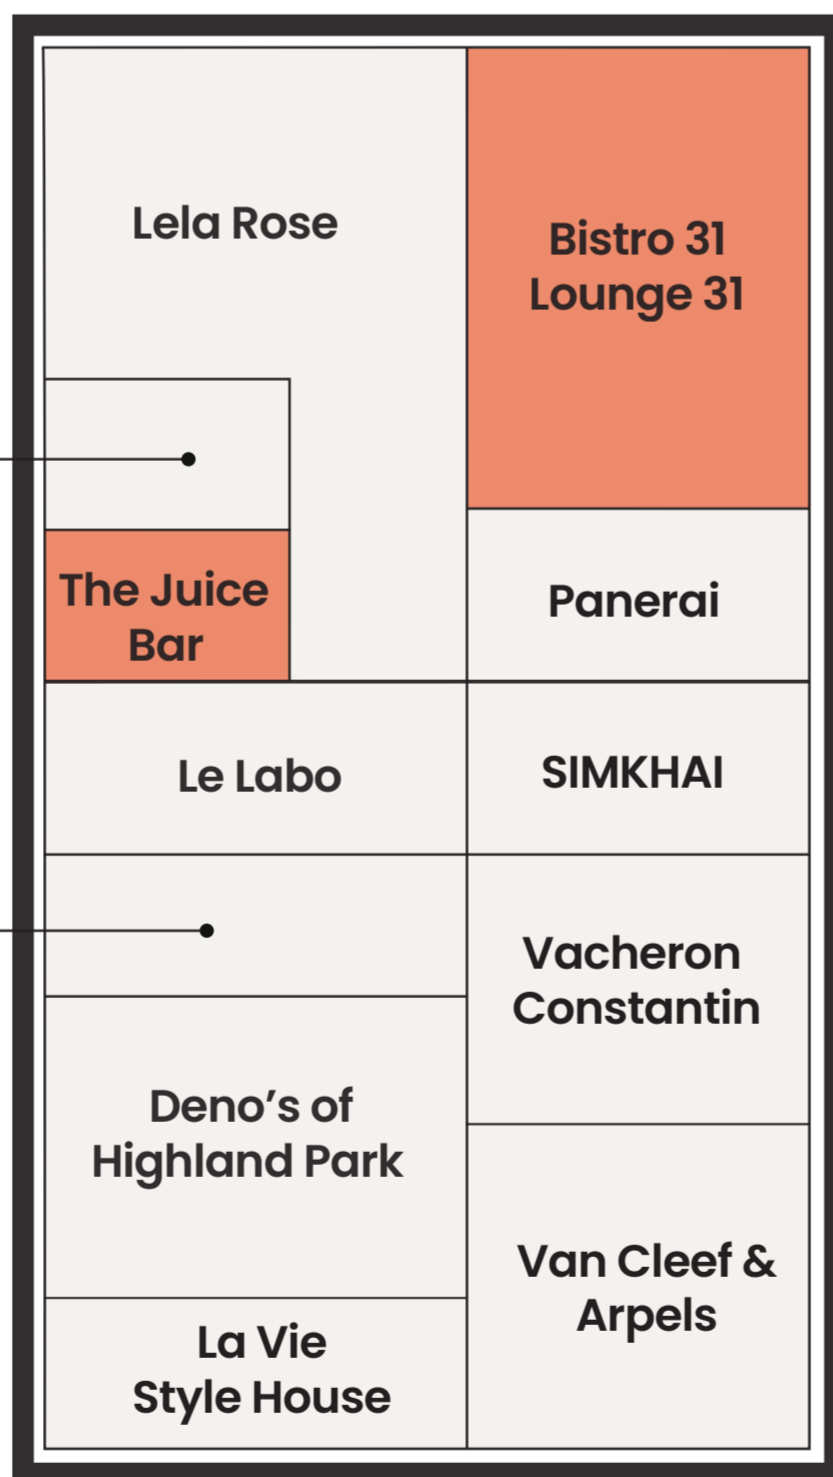 Lela Rose
Bistro 31
Lounge 31
The Juice
Bar
Panerai
Le Labo
SIMKHAI
Vacheron
Constantin
Deno’s of
Highland Park
Van Cleef &
Arpels
La Vie
Style House